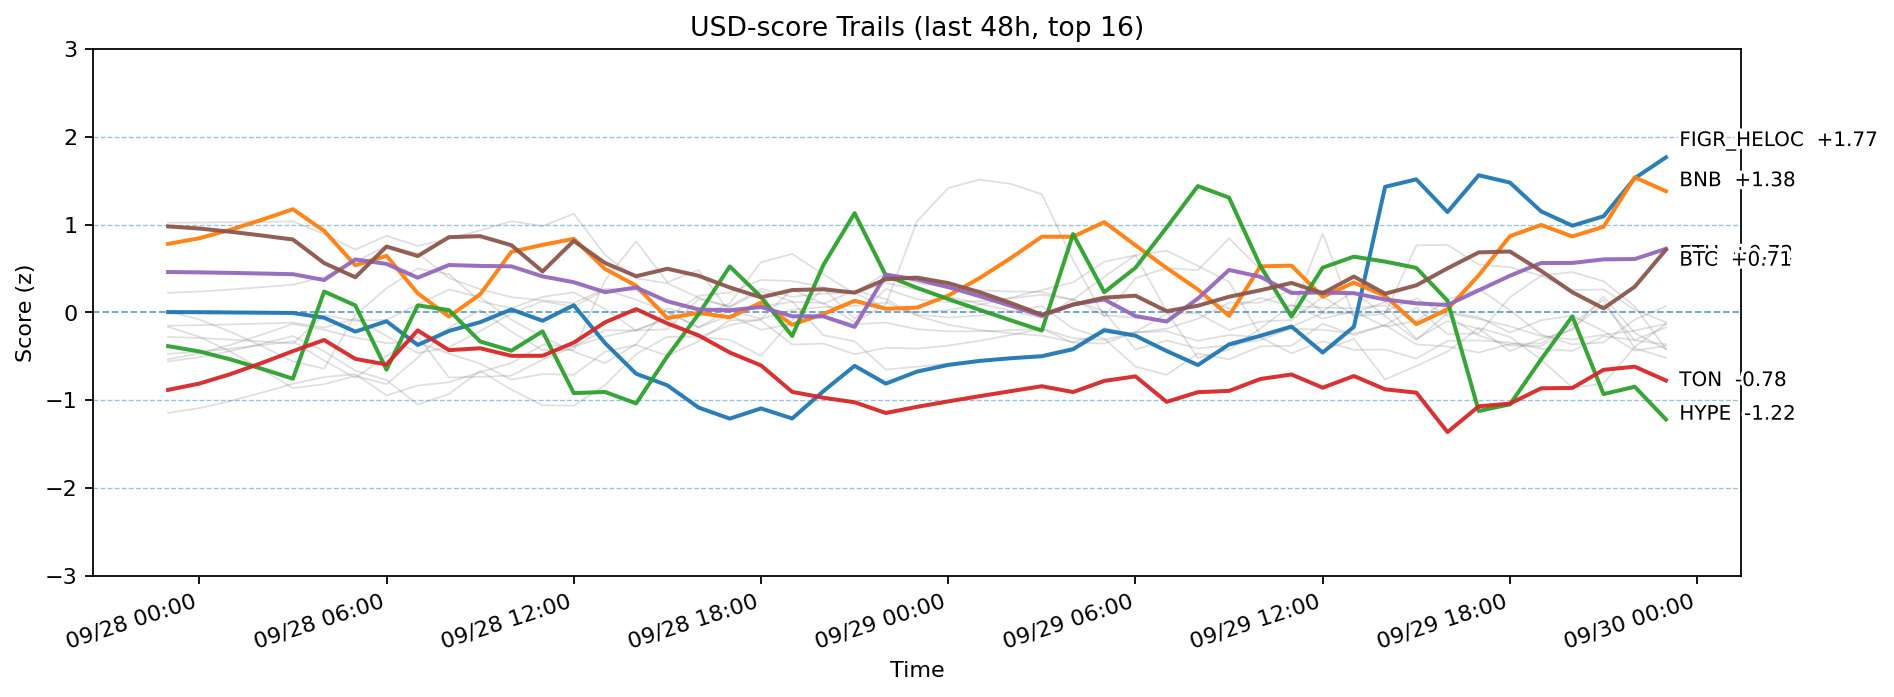 USD-score Trails (last 48h, top 16)
3
2
1
0
−1
−2
−3
Score (z)
FIGR_HELOC +1.77
BNB +1.38
BTC +0.71
TON -0.78
HYPE -1.22
09/28 00:00
09/28 06:00
09/28 12:00
09/28 18:00
09/29 00:00
09/29 06:00
09/29 12:00
09/29 18:00
09/30 00:00
Time